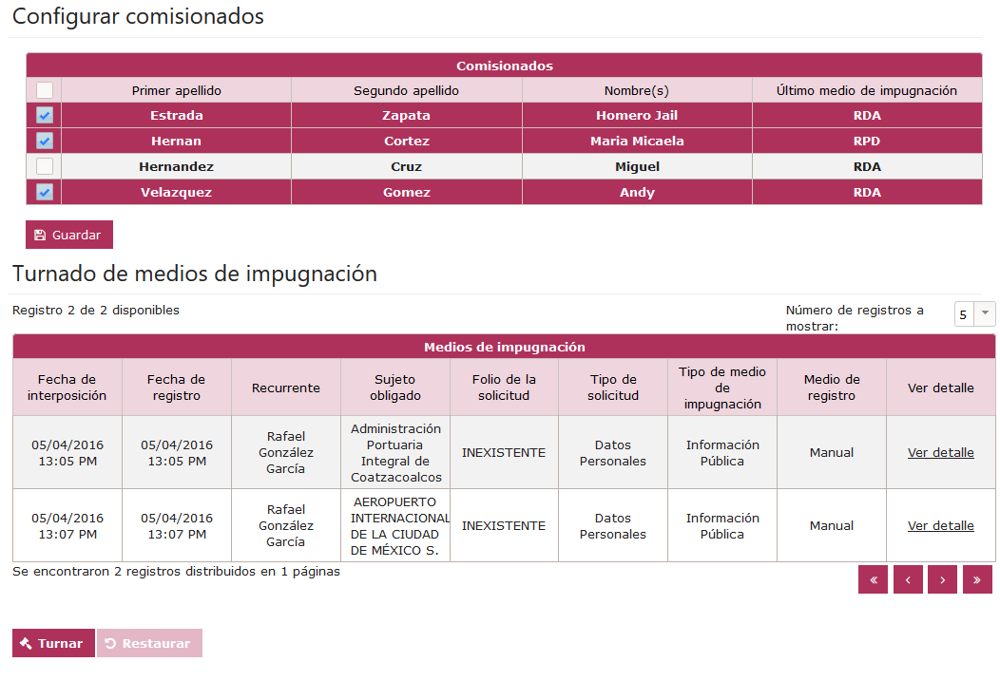 Configurar comisionados
Comisionados
Primer apellido Segundo apellido Nombre(s) Último medio de impugnación
Estrada Zapata Homero Jail RDA
Hernan Cortez Maria Micaela RPD
Hernandez Cruz Miguel RDA
Velazquez Gomez Andy RDA
Guardar
Turnado de medios de impugnación
Registro 2 de 2 disponibles
Número de registros a
mostrar:
5
Medios de impugnación
Fecha de
interposición
Fecha de
registro
Recurrente
Sujeto
obligado
Folio de la
solicitud
Tipo de
solicitud
Tipo de medio
de
impugnación
Medio de
registro
Ver detalle
05/04/2016
13:05 PM
05/04/2016
13:05 PM
Rafael
González
García
Administración
Portuaria
Integral de
Coatzacoalcos
INEXISTENTE
Datos
Personales
Información
Pública
Manual
Ver detalle
05/04/2016
13:07 PM
05/04/2016
13:07 PM
Rafael
González
García
AEROPUERTO
INTERNACIONAL
DE LA CIUDAD
DE MÉXICO S.
INEXISTENTE
Datos
Personales
Información
Pública
Manual
Ver detalle
Se encontraron 2 registros distribuidos en 1 páginas
« ‹ › »
Turnar Restaurar